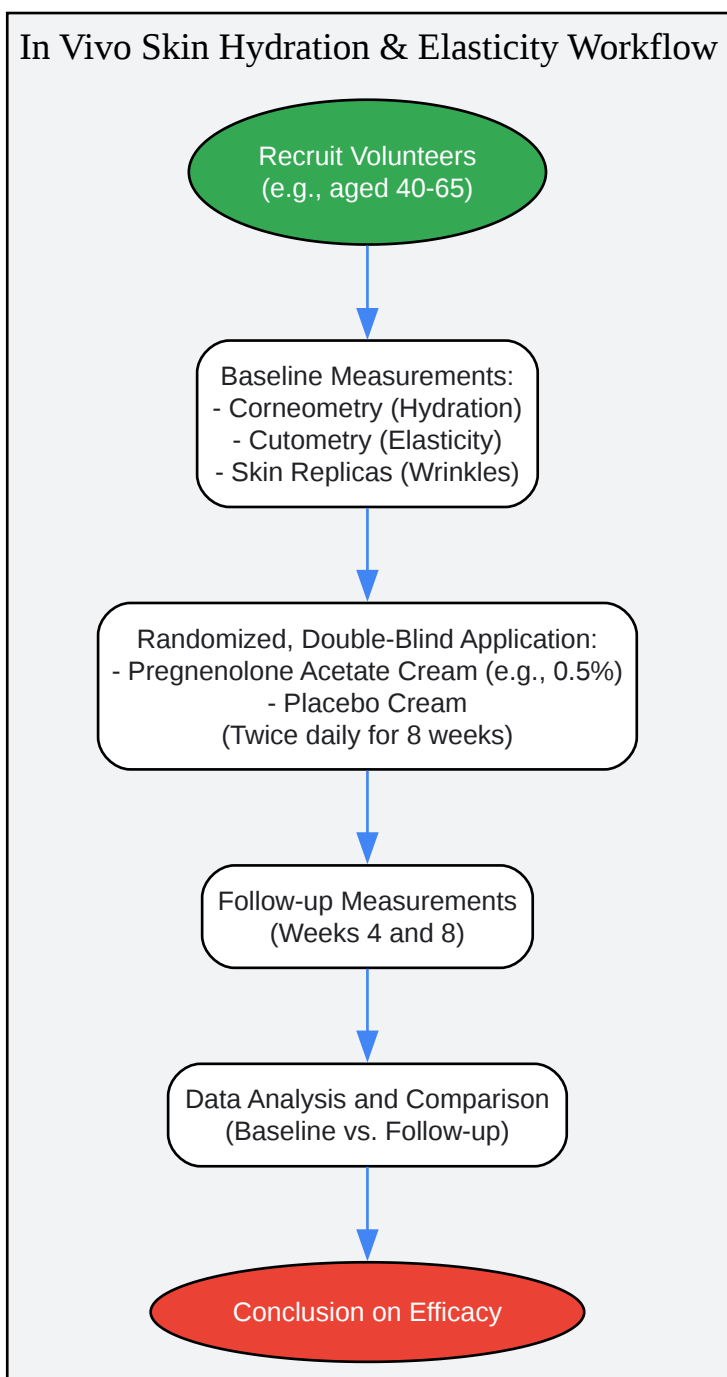 In Vivo Skin Hydration & Elasticity Workflow
Recruit Volunteers
(e.g., aged 40-65)
Baseline Measurements:
- Corneometry (Hydration)
- Cutometry (Elasticity)
- Skin Replicas (Wrinkles)
Randomized, Double-Blind Application:
- Pregnenolone Acetate Cream (e.g., 0.5%)
- Placebo Cream
(Twice daily for 8 weeks)
Follow-up Measurements
(Weeks 4 and 8)
Data Analysis and Comparison
(Baseline vs. Follow-up)
Conclusion on Efficacy